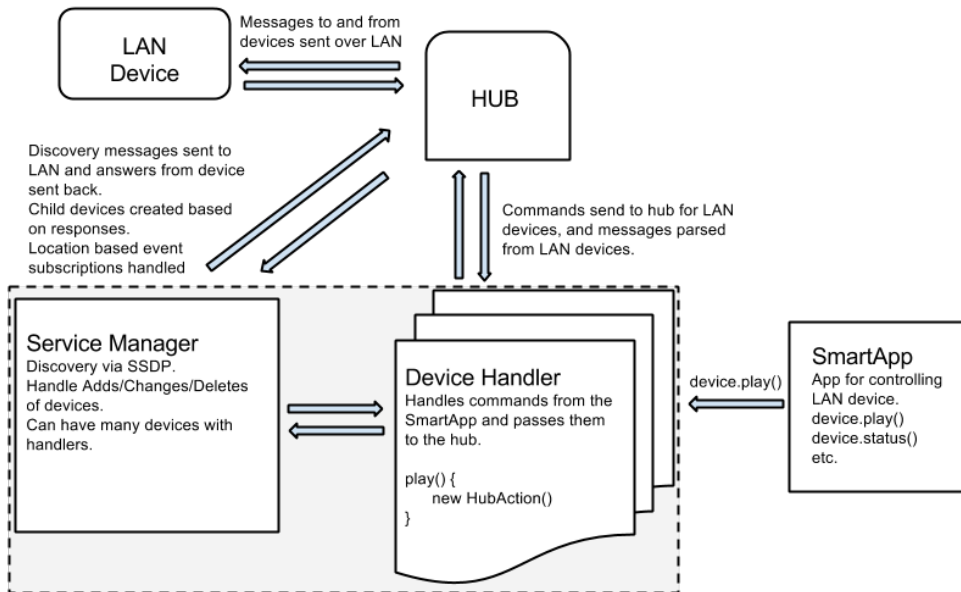 LAN
Device
Messages to and from
devices sent over LAN
HUB
Discovery messages sent to
LAN and answers from device
sent back.
Child devices created based
on responses.
Location based event
subscriptions handled
Commands send to hub for LAN
devices, and messages parsed
from LAN devices.
Service Manager
Discovery via SSDP.
Handle Adds/Changes/Deletes
of devices.
Can have many devices with
handlers.
Device Handler
Handles commands from the
SmartApp and passes them
to the hub.
play() {
new HubAction()
}
device.play()
SmartApp
App for controlling
LAN device.
device.play()
device.status()
etc.